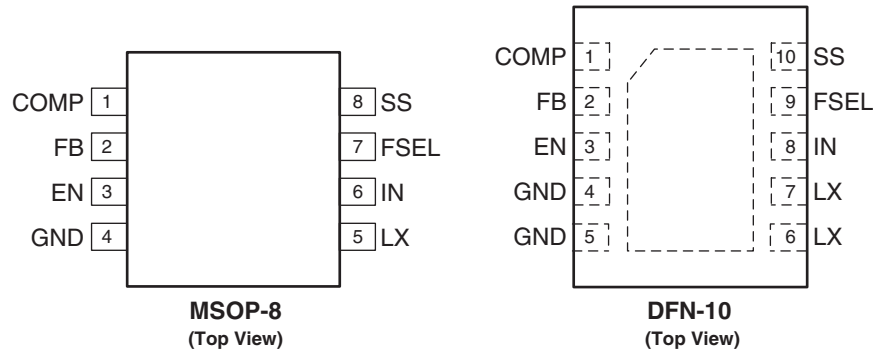 COMP 1
FB 2
EN 3
GND 4
8 SS
7 FSEL
6 IN
5 LX
MSOP-8
(Top View)
COMP 1
FB 2
EN 3
GND 4
GND 5
10 SS
9 FSEL
8 IN
7 LX
6 LX
DFN-10
(Top View)